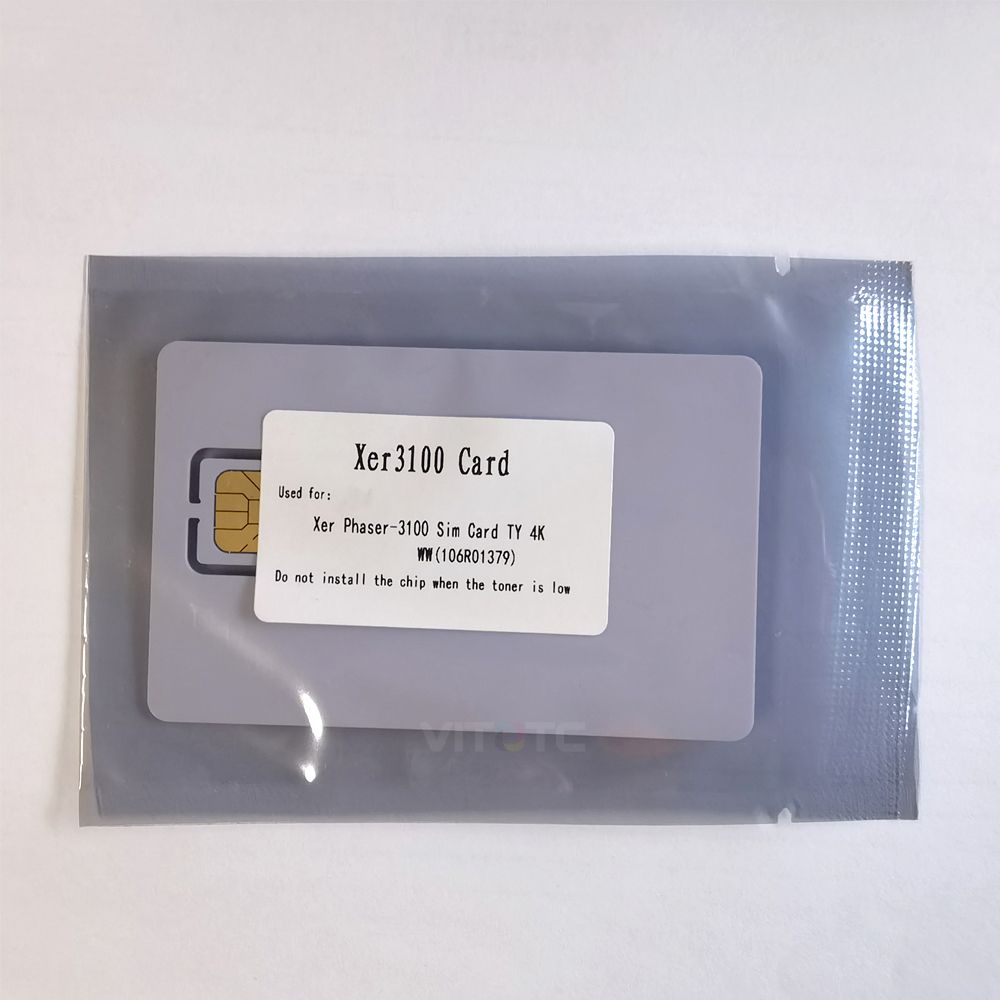 Xer3100 Card
Used for:
Xer Phaser-3100 Sim Card TY 4K
WW(106R01379)
Do not install the chip when the toner is low
VITOTE